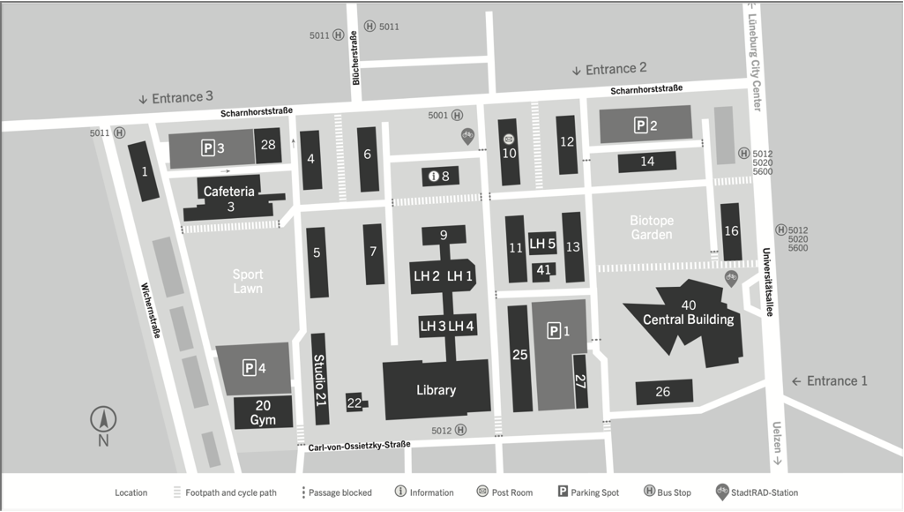 5011 H
H 5011
Blücherstraße
Lüneburg City Center
Entrance 2
Entrance 3
Scharnhorststraße
Scharnhorststraße
5011 H
5001 H
P 3
28
4
6
10
12
P 2
14
1
i 8
H 5012
5020
5600
Cafeteria
3
5
7
9
11
LH 5
13
41
Biotope
Garden
16
H 5012
5020
5600
Sport
Lawn
LH 2 LH 1
Universitätsallee
Wichernstraße
LH 3 LH 4
25
P 1
40
Central Building
P 4
Studio 21
27
Entrance 1
Library
22
26
20
Gym
N
5012 H
Carl-von-Ossietzky-Straße
Uelzen
Location
Footpath and cycle path
Passage blocked
i Information
Post Room
P Parking Spot
H Bus Stop
StadtRAD-Station